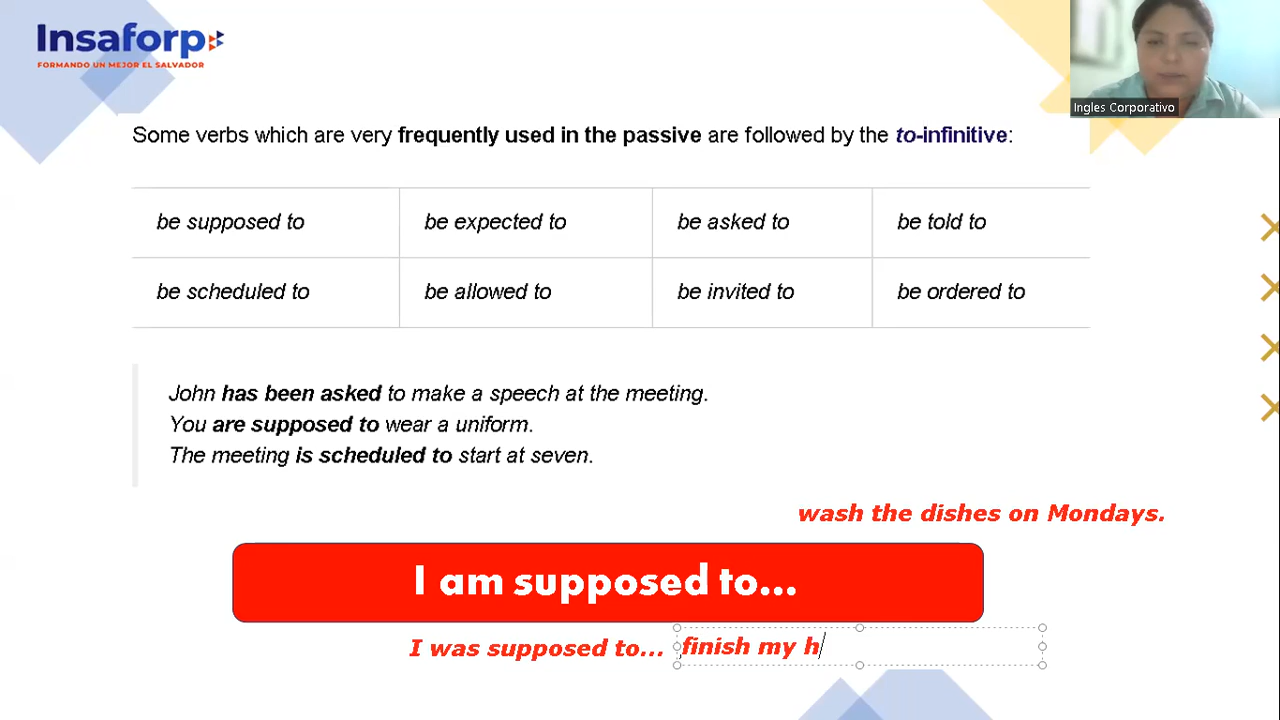 Insaforp
FORMANDO UN MEJOR EL SALVADOR
Ingles Corporativo
Some verbs which are very frequently used in the passive are followed by the to-infinitive:
be supposed to be expected to be asked to be told to
be scheduled to be allowed to be invited to be ordered to
John has been asked to make a speech at the meeting.
You are supposed to wear a uniform.
The meeting is scheduled to start at seven.
wash the dishes on Mondays.
I am supposed to...
I was supposed to... finish my h